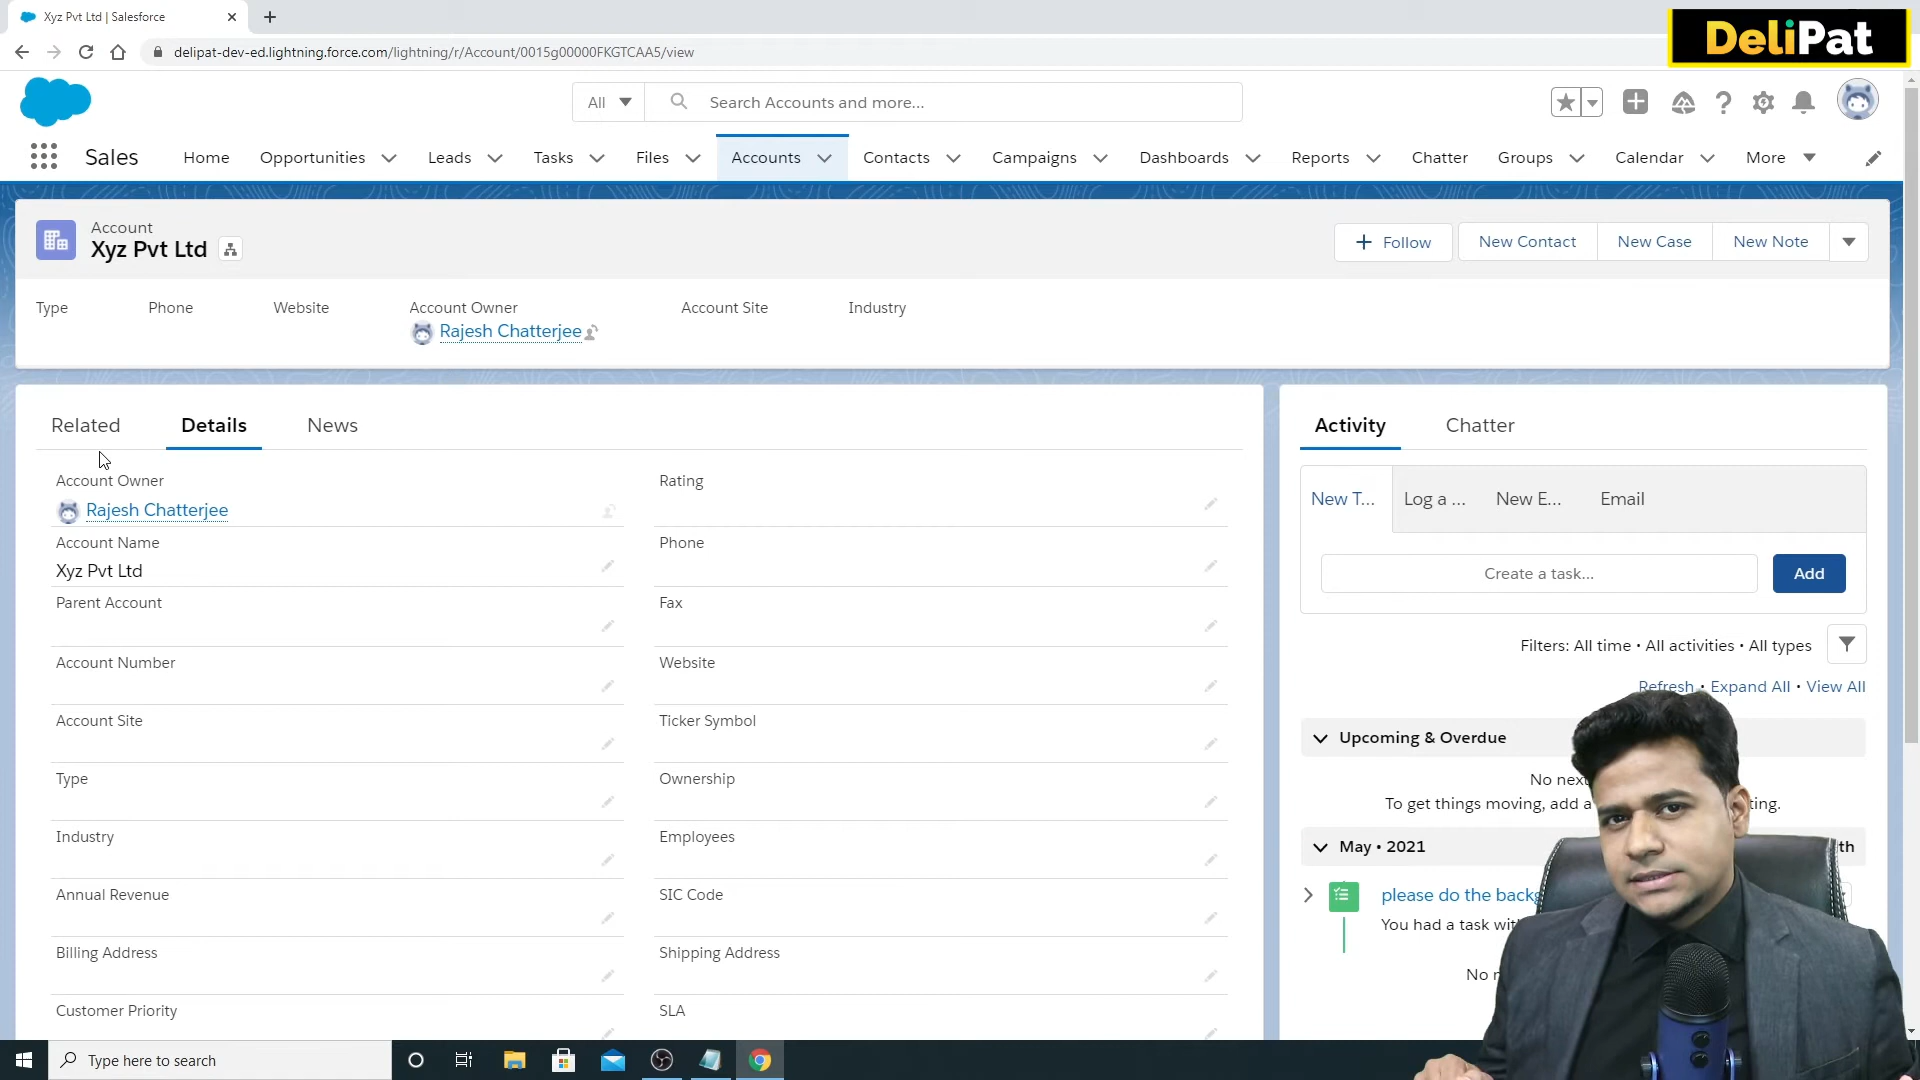 Xyz Pvt Ltd | Salesforce
delipat-dev-ed.lightning.force.com/lightning/r/Account/0015g00000FKGTCAA5/view
DeliPat
All
Search Accounts and more...
Sales
Home
Opportunities
Leads
Tasks
Files
Accounts
Contacts
Campaigns
Dashboards
Reports
Chatter
Groups
Calendar
More
Account
Xyz Pvt Ltd
Follow
New Contact
New Case
New Note
Type
Phone
Website
Account Owner
Account Site
Industry
Rajesh Chatterjee
Related
Details
News
Account Owner
Rajesh Chatterjee
Account Name
Xyz Pvt Ltd
Parent Account
Account Number
Account Site
Type
Industry
Annual Revenue
Billing Address
Customer Priority
Rating
Phone
Fax
Website
Ticker Symbol
Ownership
Employees
SIC Code
Shipping Address
SLA
Activity
Chatter
New T...
Log a ...
New E...
Email
Create a task...
Add
Filters: All time • All activities • All types
Refresh • Expand All • View All
Upcoming & Overdue
No next
To get things moving, add a ting.
May • 2021 th
please do the backg
You had a task wit
No
Type here to search